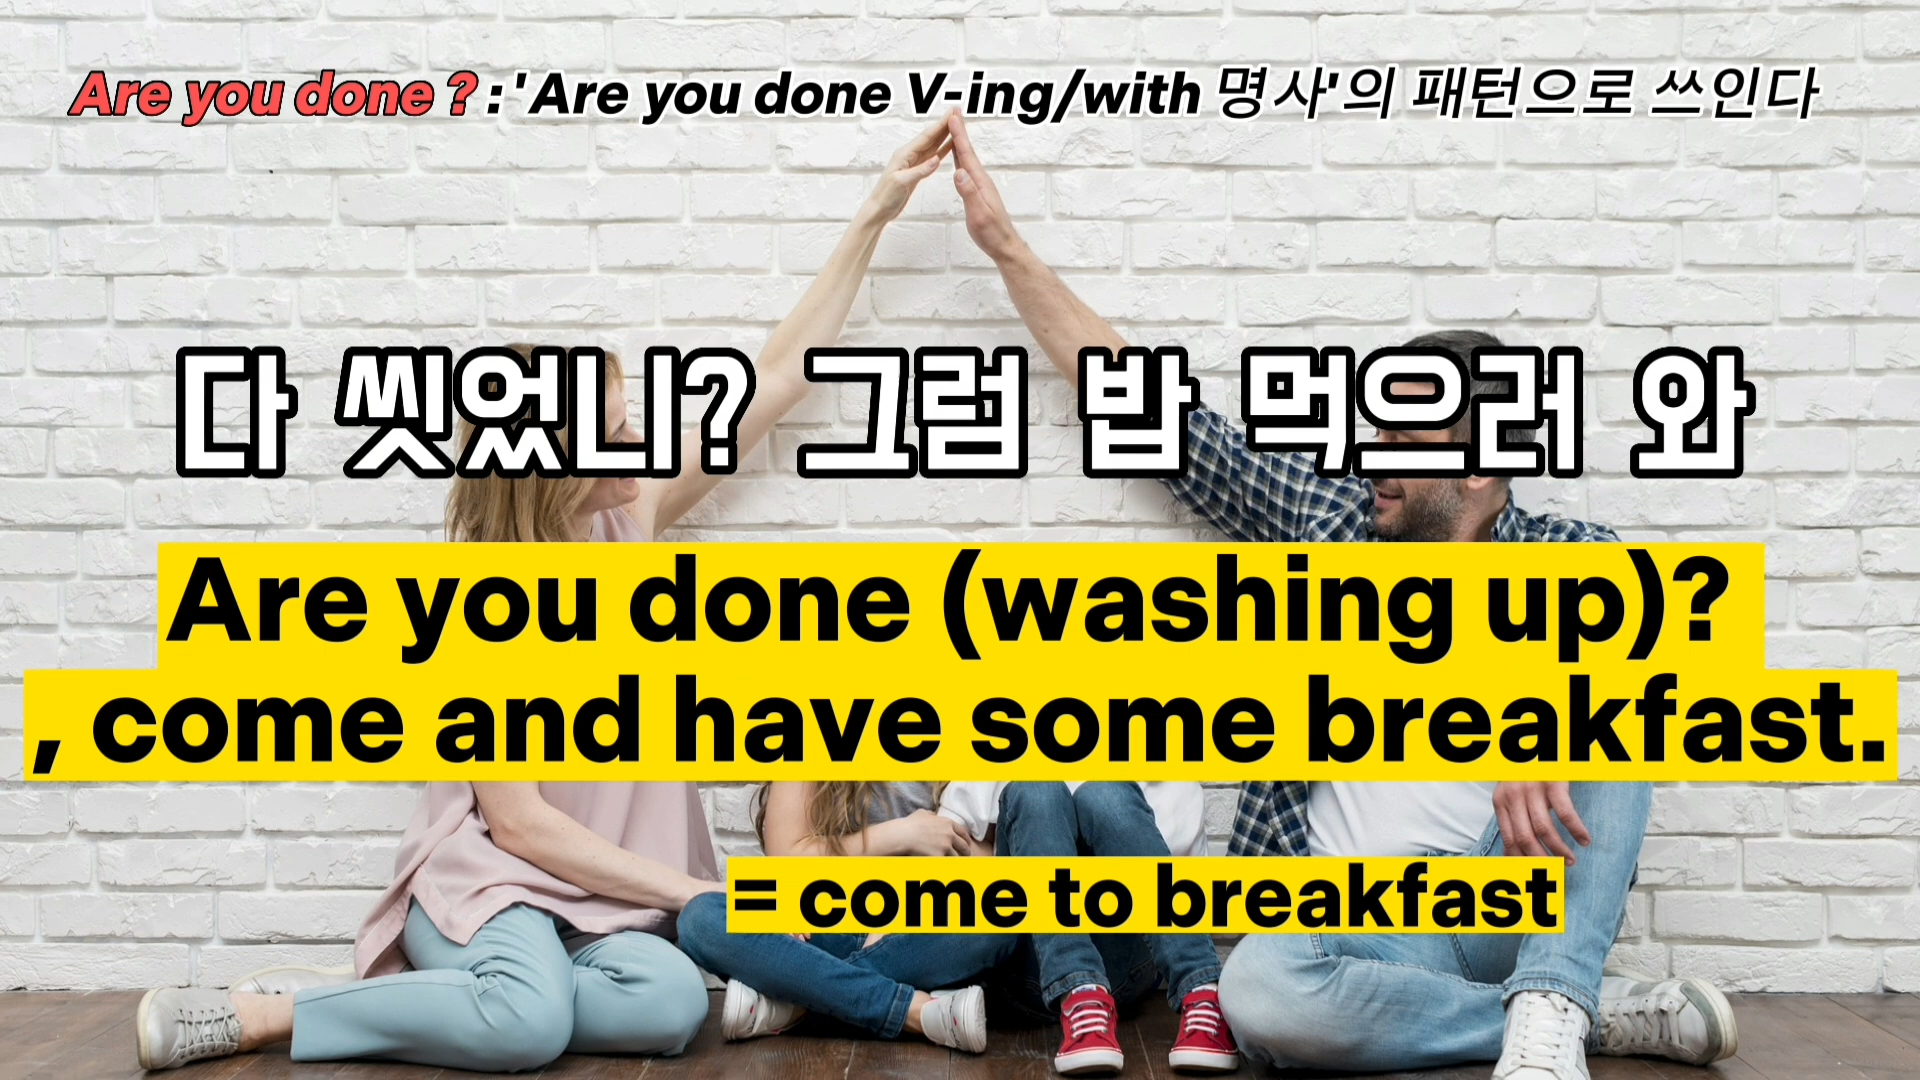 Are you done ? : 'Are you done V-ing/with 명사'의 패턴으로 쓰인다
다 씻었니? 그럼 밥 먹으러 와
Are you done (washing up)?
, come and have some breakfast.
= come to breakfast